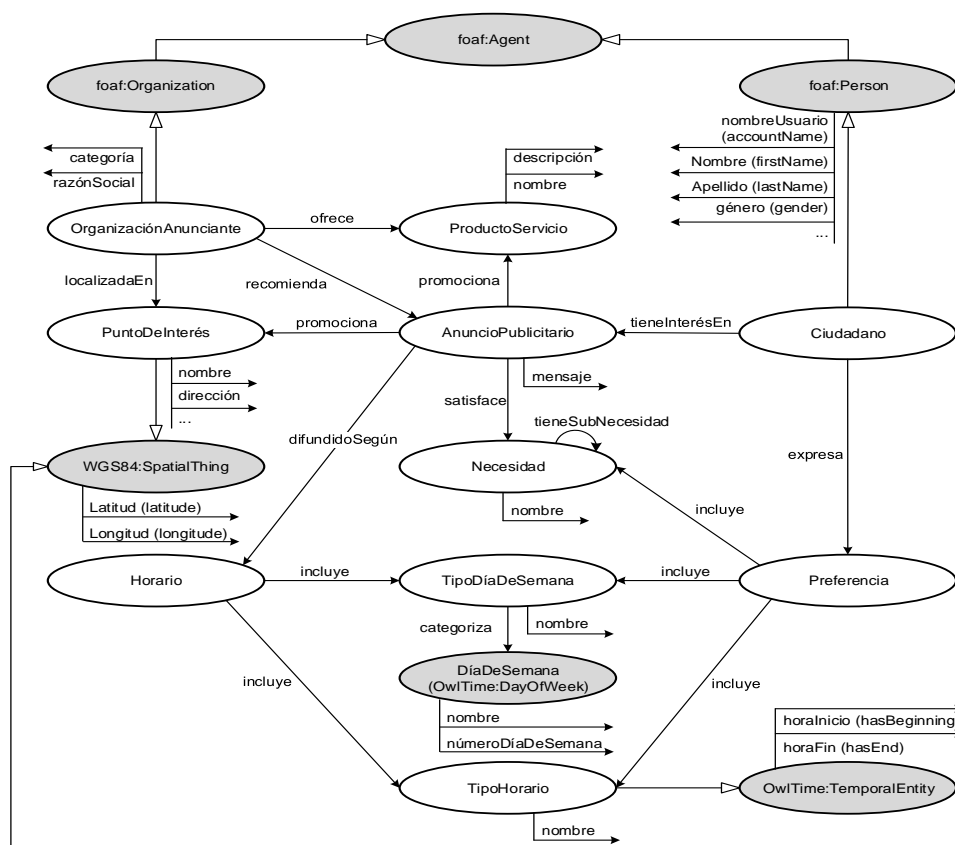 foaf:Agent
foaf:Organization
foaf:Person
nombreUsuario
(accountName)
Nombre (firstName)
Apellido (lastName)
género (gender)
...
categoría
razónSocial
descripción
nombre
OrganizaciónAnunciante
ofrece
ProductoServicio
localizadaEn
recomienda
promociona
PuntoDeInterés
promociona
AnuncioPublicitario
tieneInterésEn
Ciudadano
nombre
dirección
...
mensaje
satisface
tieneSubNecesidad
difundidoSegún
expresa
WGS84:SpatialThing
Necesidad
Latitud (latitude)
Longitud (longitude)
nombre
incluye
Horario
incluye
TipoDíaDeSemana
incluye
Preferencia
nombre
categoriza
DíaDeSemana
(OwlTime:DayOfWeek)
incluye
incluye
nombre
númeroDíaDeSemana
horaInicio (hasBeginning)
horaFin (hasEnd)
TipoHorario
OwlTime:TemporalEntity
nombre